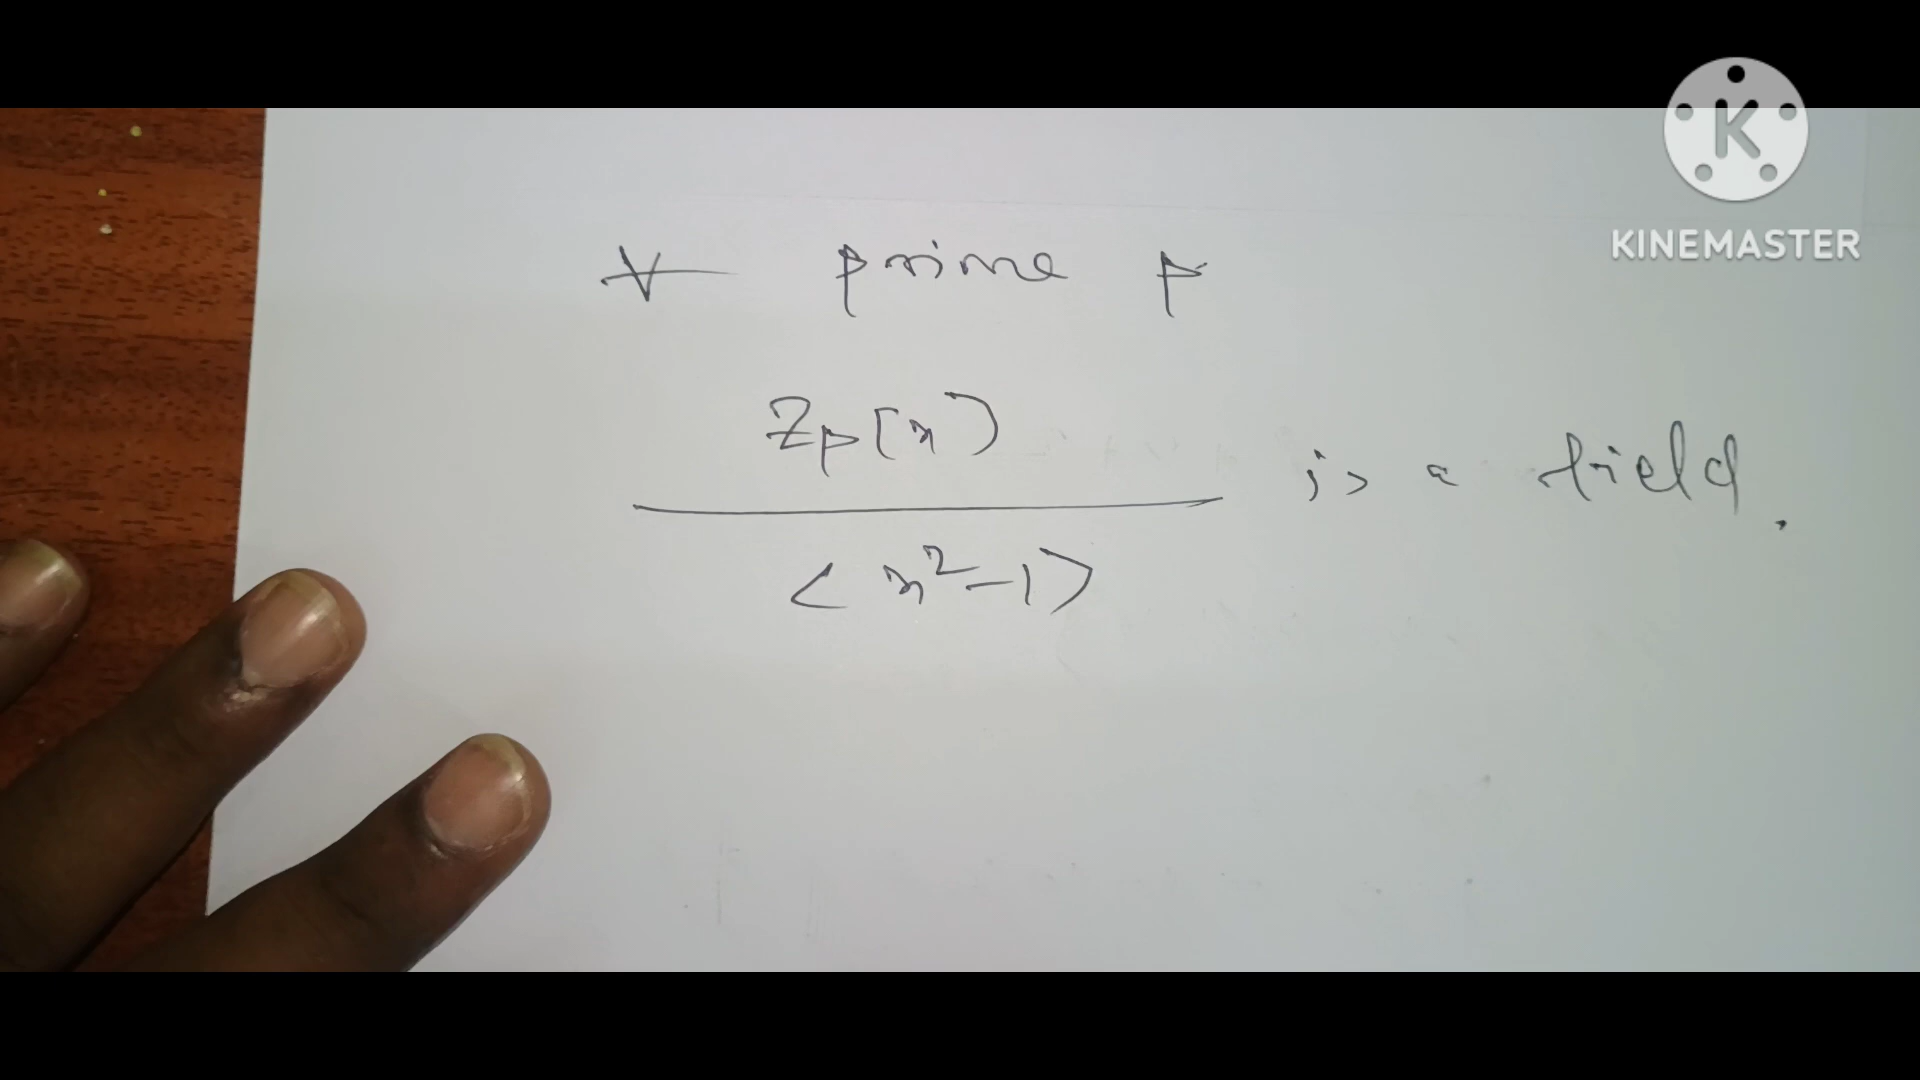 ∀ prime p
Zp[x)
< x²-1> is a field.
KINEMASTER